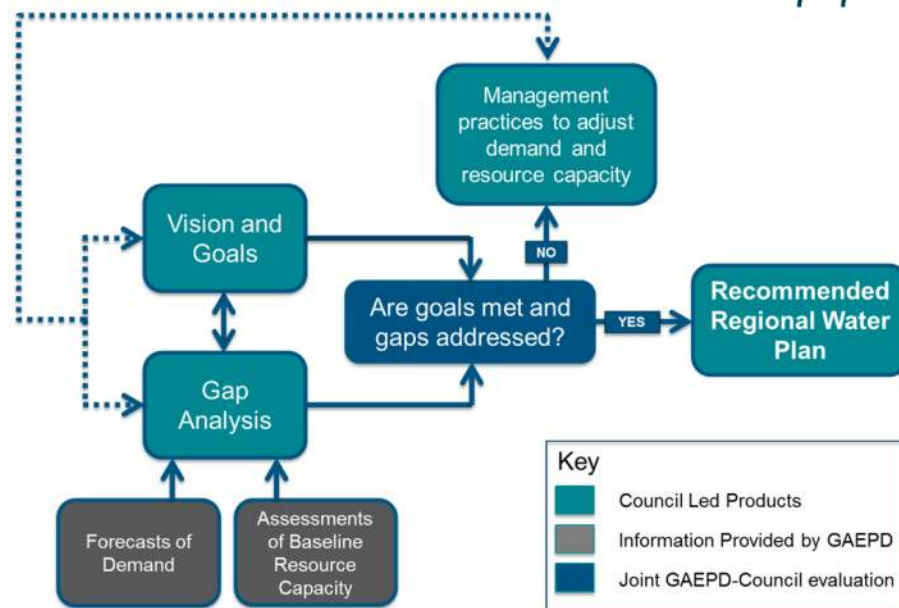 Management
practices to adjust
demand and
resource capacity
Vision and
Goals
NO
Are goals met and
gaps addressed?
YES
Recommended
Regional Water
Plan
Gap
Analysis
Forecasts of
Demand
Assessments
of Baseline
Resource
Capacity
Key
Council Led Products
Information Provided by GAEPD
Joint GAEPD-Council evaluation